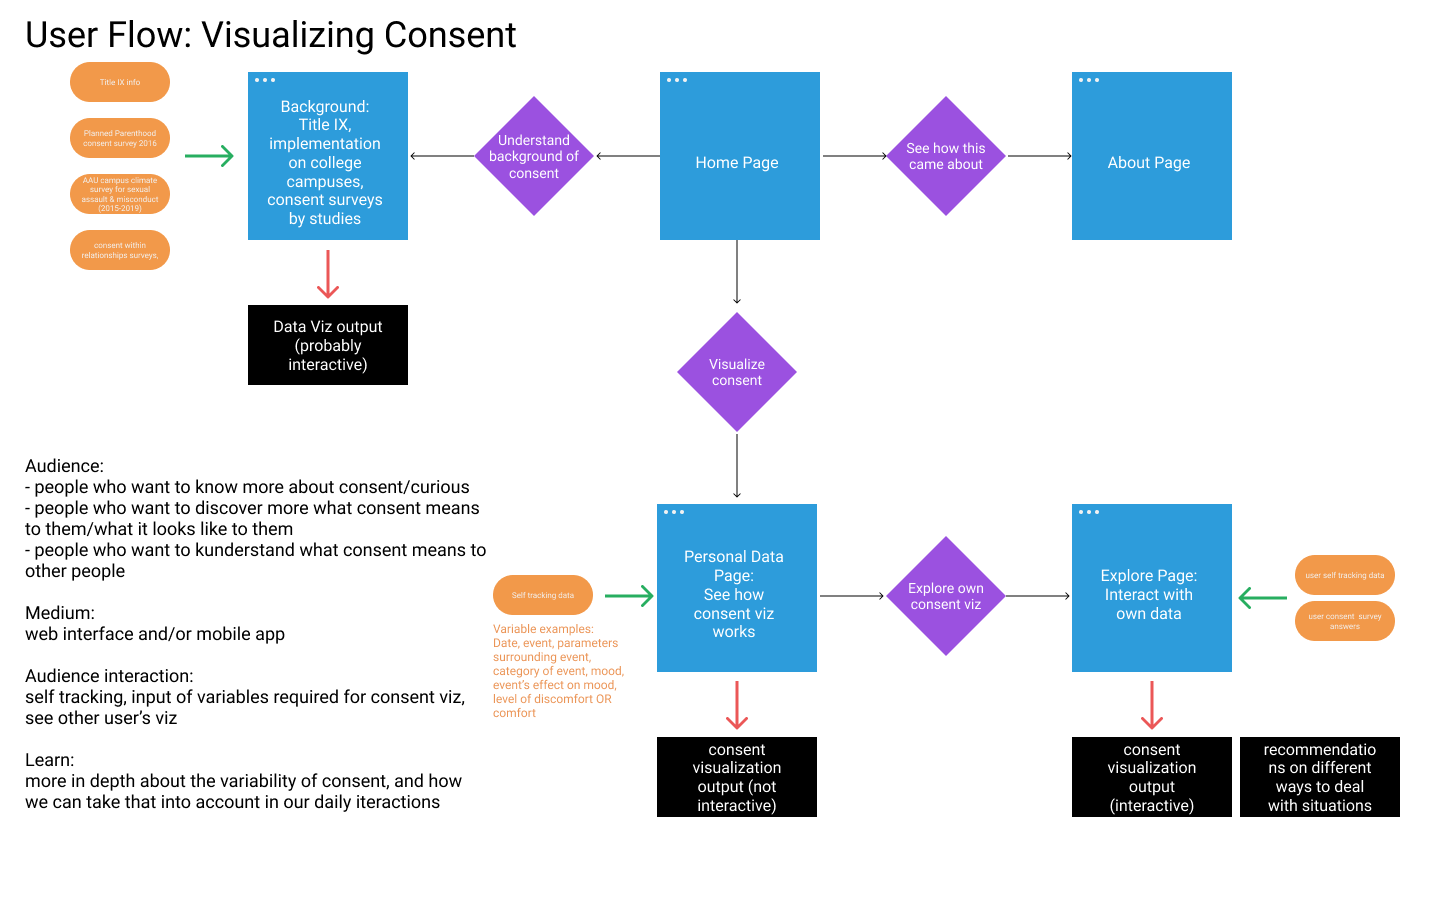 User Flow: Visualizing Consent
Title IX info
Planned Parenthood
consent survey 2016
AAU campus climate
survey for sexual
assault & misconduct
(2015-2019)
consent within
relationships surveys,
Background:
Title IX,
implementation
on college
campuses,
consent surveys
by studies
Understand
background of
consent
Home Page
See how this
came about
About Page
Data Viz output
(probably
interactive)
Visualize
consent
Audience:
- people who want to know more about consent/curious
- people who want to discover more what consent means
to them/what it looks like to them
- people who want to kunderstand what consent means to
other people
Medium:
web interface and/or mobile app
Audience interaction:
self tracking, input of variables required for consent viz,
see other user's viz
Learn:
more in depth about the variability of consent, and how
we can take that into account in our daily iteractions
Self tracking data
Variable examples:
Date, event, parameters
surrounding event,
category of event, mood,
event's effect on mood,
level of discomfort OR
comfort
Personal Data
Page:
See how
consent viz
works
Explore own
consent viz
Explore Page:
Interact with
own data
user self tracking data
user consent survey
answers
consent
visualization
output (not
interactive)
consent
visualization
output
(interactive)
recommendatio
ns on different
ways to deal
with situations